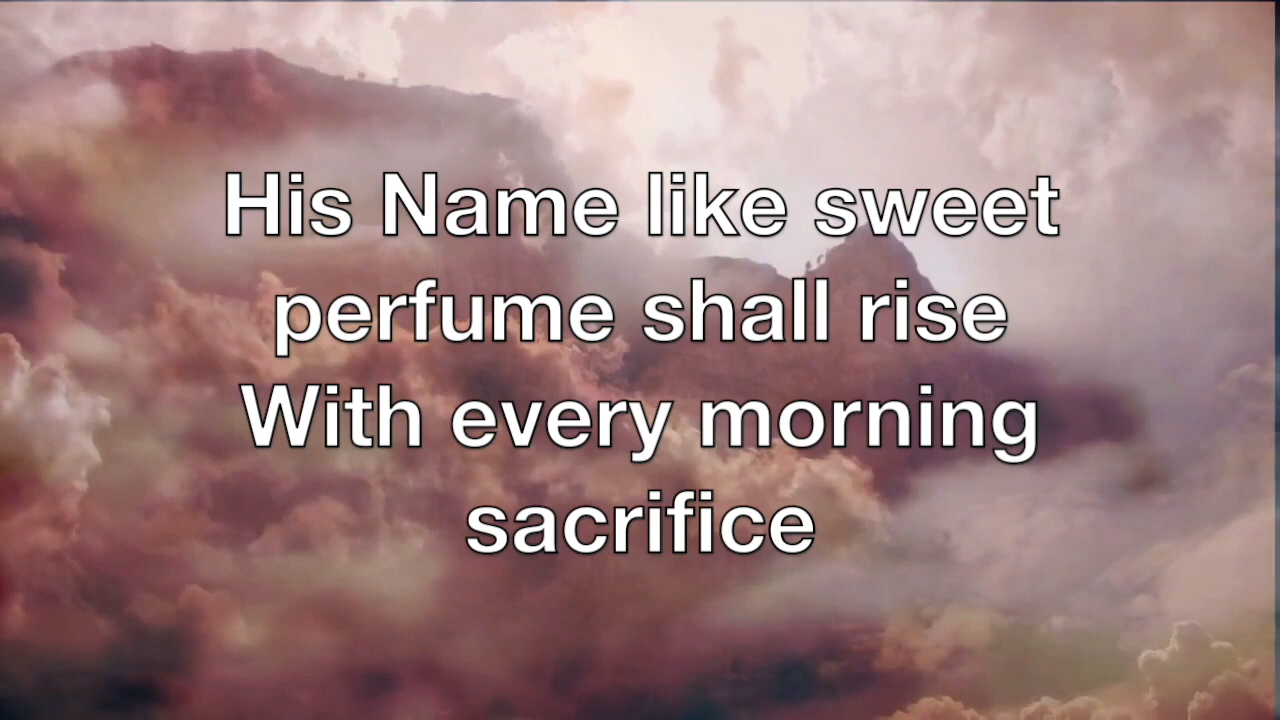 His Name like sweet
perfume shall rise
With every morning
sacrifice